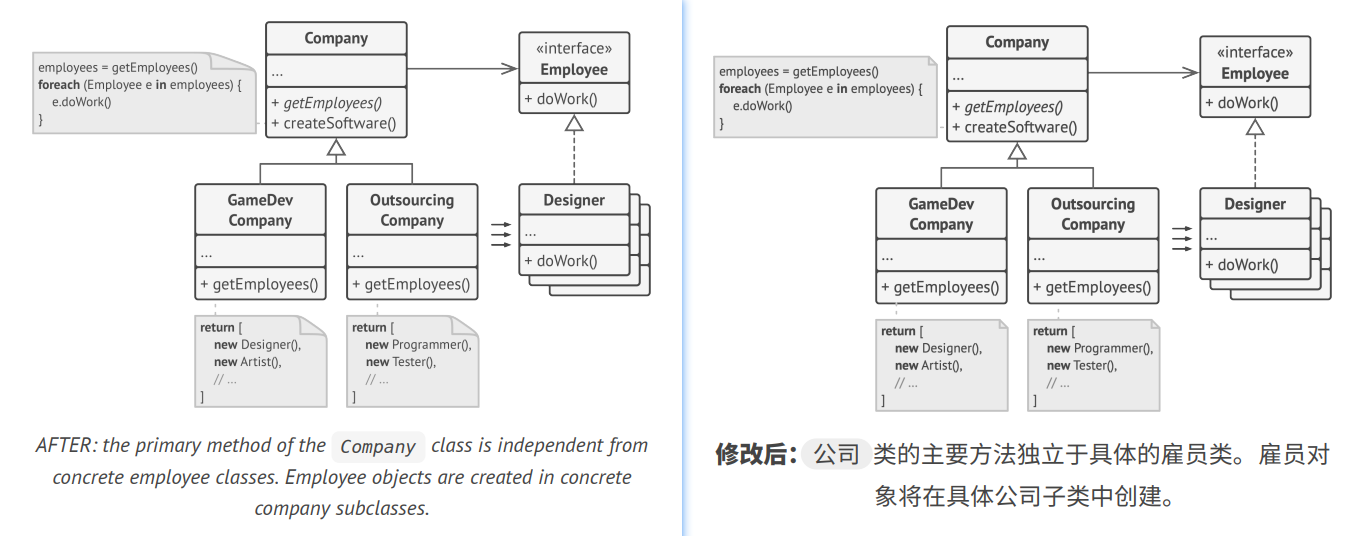 employees = getEmployees()
foreach (Employee e in employees) {
e.doWork()
}
Company
...
+ getEmployees()
+ createSoftware()
«interface»
Employee
+ doWork()
GameDev
Company
...
+ getEmployees()
Outsourcing
Company
...
+ getEmployees()
Designer
...
+ doWork()
return [
new Designer(),
new Artist(),
// ...
]
return [
new Programmer(),
new Tester(),
// ...
]
AFTER: the primary method of the Company class is independent from
concrete employee classes. Employee objects are created in concrete
company subclasses.
employees = getEmployees()
foreach (Employee e in employees) {
e.doWork()
}
Company
...
+ getEmployees()
+ createSoftware()
«interface»
Employee
+ doWork()
GameDev
Company
...
+ getEmployees()
Outsourcing
Company
...
+ getEmployees()
Designer
...
+ doWork()
return [
new Designer(),
new Artist(),
// ...
]
return [
new Programmer(),
new Tester(),
// ...
]
修改后: 公司 类的主要方法独立于具体的雇员类。雇员对
象将在具体公司子类中创建。